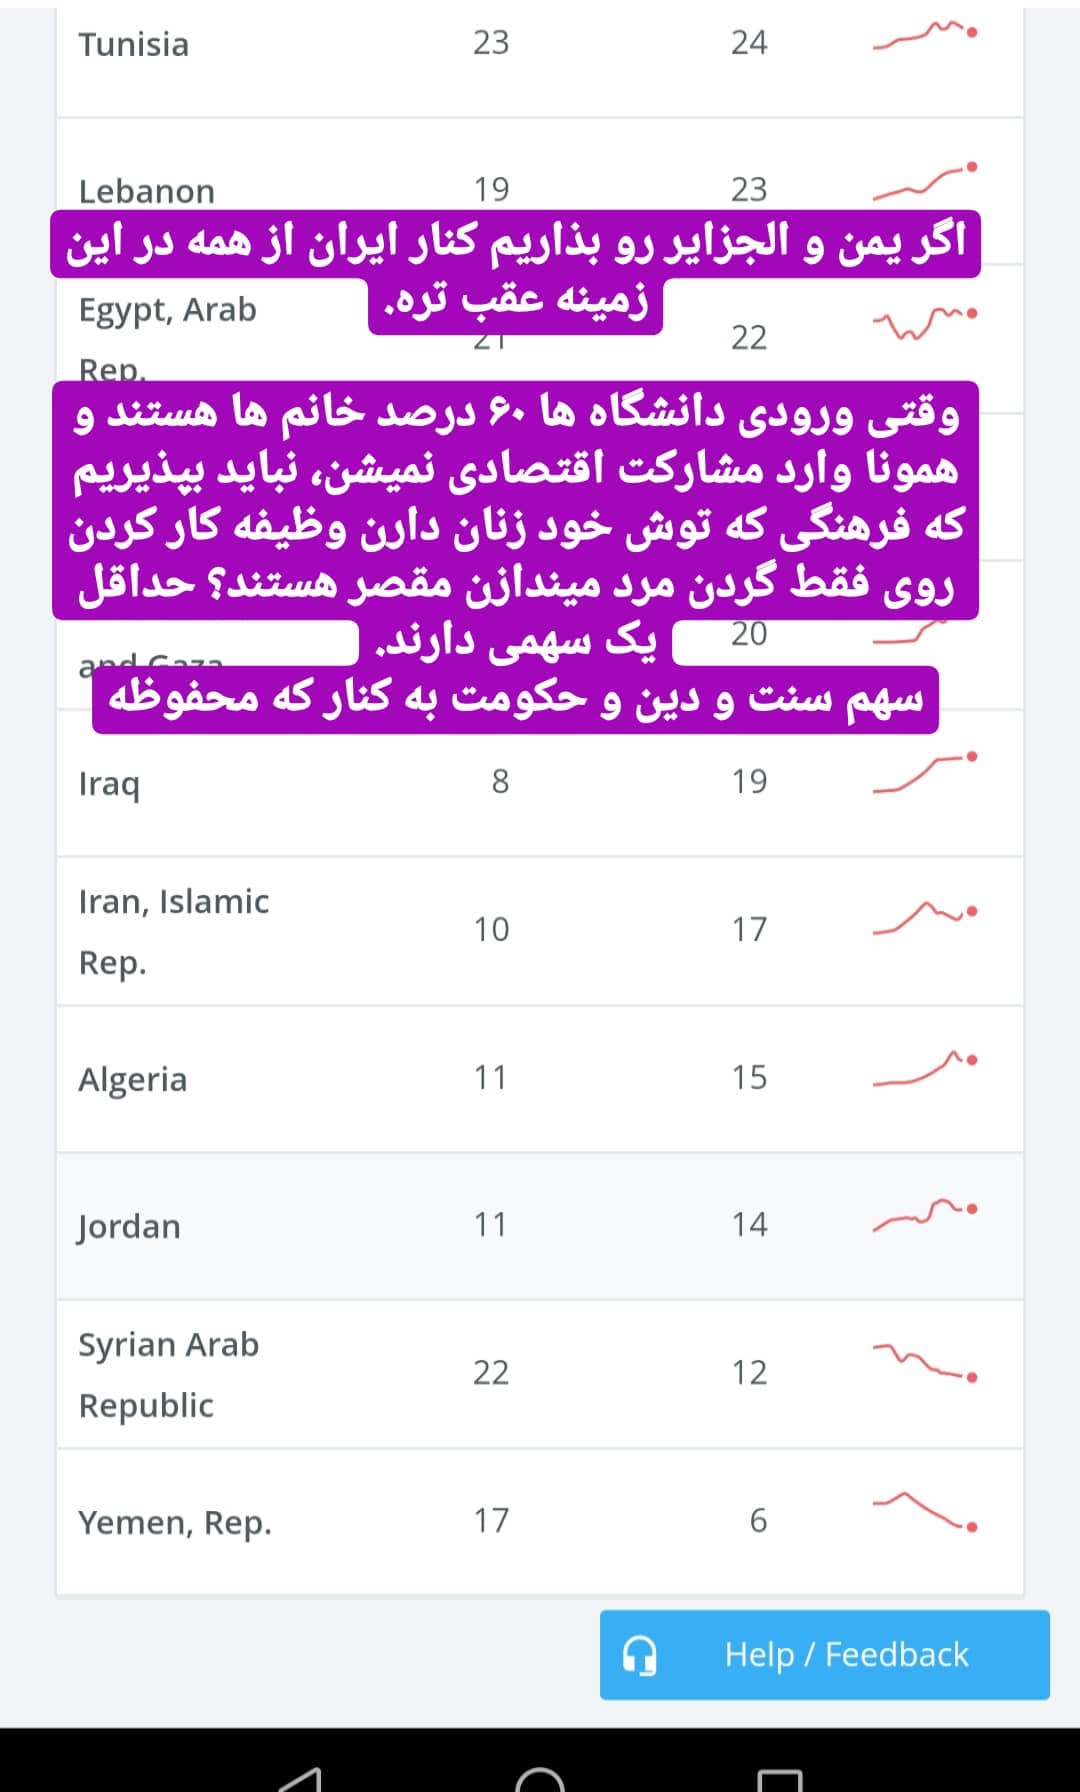 Tunisia 23 24
Lebanon 19 23
اگر یمن و الجزایر رو بذاریم کنار ایران از همه در این
زمینه عقب تره.
Egypt, Arab
Rep.
21 22
وقتی ورودی دانشگاه ها ۶۰ درصد خانم ها هستند و
همونا وارد مشارکت اقتصادی نمیشن، نباید بپذیریم
که فرهنگی که توش خود زنان دارن وظیفه کار کردن
روی فقط گردن مرد میندازن مقصر هستند؟ حداقل
یک سهمی دارند.
20
and Gaza
سهم سنت و دین و حکومت به کنار که محفوظه
Iraq 8 19
Iran, Islamic
Rep.
10 17
Algeria 11 15
Jordan 11 14
Syrian Arab
Republic
22 12
Yemen, Rep. 17 6
Help / Feedback